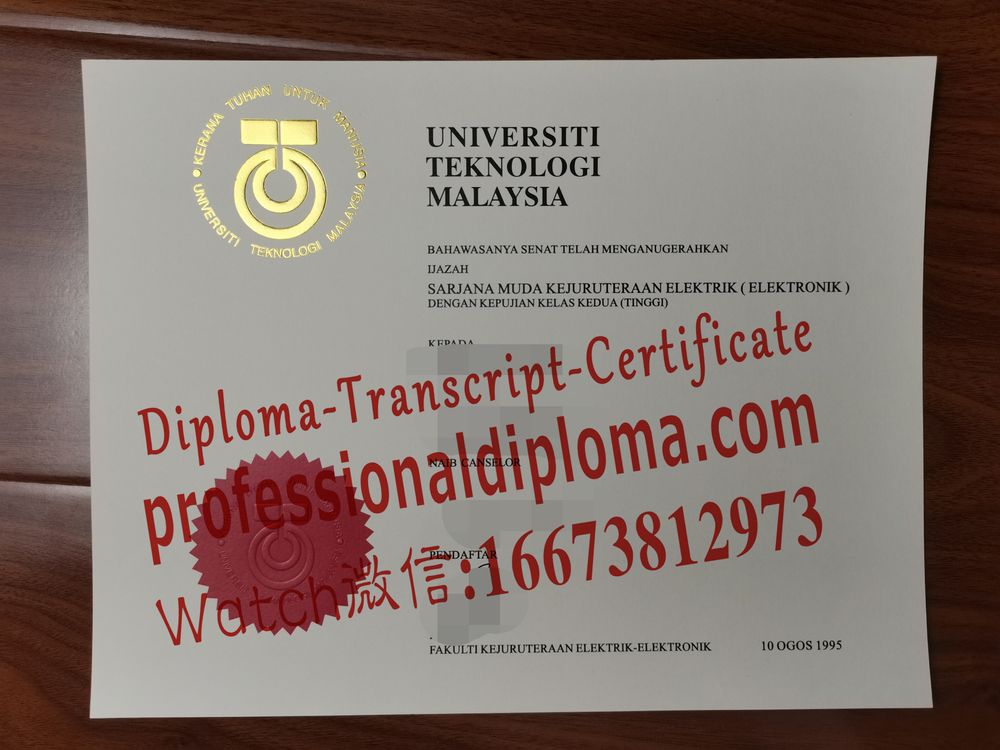 KERANA TUHAN UNTUK MANUSIA
UNIVERSITI TEKNOLOGI MALAYSIA
UNIVERSITI
TEKNOLOGI
MALAYSIA
BAHAWASANYA SENAT TELAH MENGANUGERAHKAN
IJAZAH
SARJANA MUDA KEJURUTERAAN ELEKTRIK ( ELEKTRONIK )
DENGAN KEPUJIAN KELAS KEDUA (TINGGI)
KEPADA
Diploma-Transcript-Certificate
professionaldiploma.com
NAIB CANSELOR
Watch微信:16673812973
PENDAFTAR
FAKULTI KEJURUTERAAN ELEKTRIK-ELEKTRONIK
10 OGOS 1995